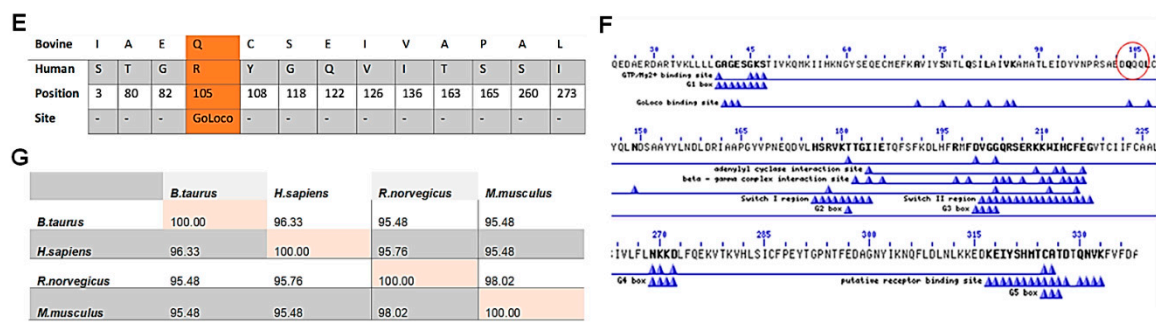 E
Bovine I A E Q C S E I V A P A L
Human S T G R Y G Q V I T S S I
Position 3 80 82 105 108 118 122 126 136 163 165 260 273
Site - - - GoLoco - - - - - - - - -
G
B.taurus H.sapiens R.norvegicus M.musculus
B.taurus 100.00 96.33 95.48 95.48
H.sapiens 96.33 100.00 95.76 95.48
R.norvegicus 95.48 95.76 100.00 98.02
M.musculus 95.48 95.48 98.02 100.00
F
30 45 60 75 90 105
QEDAERDARTVKLLLLGAGESGKSTIVKQMKIIHKNGYSEQECMEFKAVIYSNTLQSILAIVKAMATLEIDYVNPRSAEDQQQLC
GTP/Mg2+ binding site
G1 box
GoLoco binding site
150 165 180 195 210 225
YQLNDSAAYYLNDLDRIAAPGYVPNEQDVLHSRVKTTGIIETQFSFKDLHFRMFDVGGQRSERKKWIHCFEGVTCIIFCAAL
adenylyl cyclase interaction site
beta - gamma complex interaction site
Switch I region Switch II region
G2 box G3 box
270 285 300 315 330
SIVLFLNKKDLFQEKVTKVHLSICFPEYTGPNTFEDAGNYIKNQFLDLNLKKEDKEIYSHMTCATDTQNVKFVFDA
G4 box putative receptor binding site
G5 box